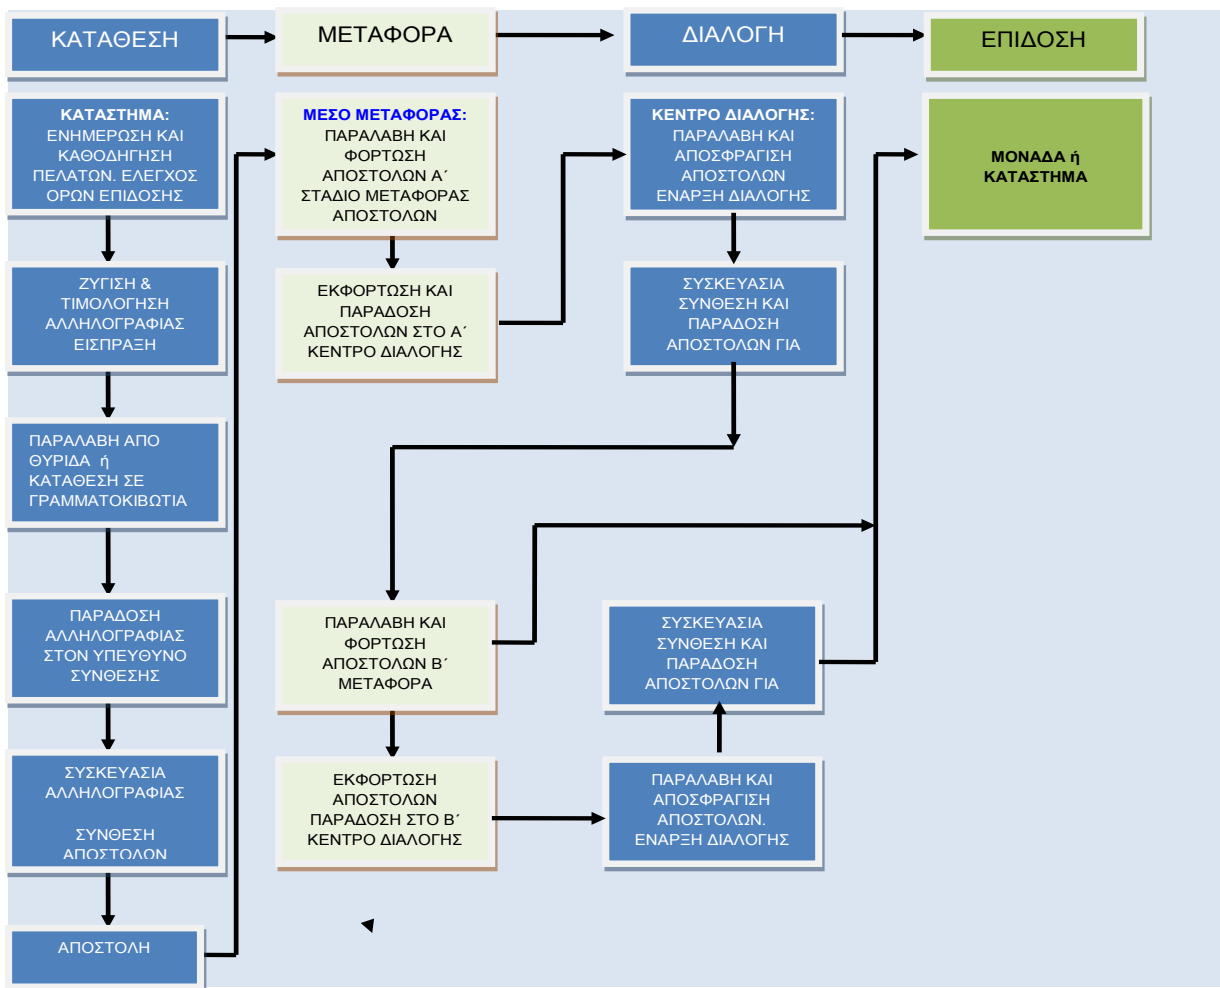 ΚΑΤΑΘΕΣΗ
ΜΕΤΑΦΟΡΑ
ΔΙΑΛΟΓΗ
ΕΠΙΔΟΣΗ
ΚΑΤΑΣΤΗΜΑ:
ΕΝΗΜΕΡΩΣΗ ΚΑΙ
ΚΑΘΟΔΗΓΗΣΗ
ΠΕΛΑΤΩΝ. ΕΛΕΓΧΟΣ
ΟΡΩΝ ΕΠΙΔΟΣΗΣ
ΖΥΓΙΣΗ &
ΤΙΜΟΛΟΓΗΣΗ
ΑΛΛΗΛΟΓΡΑΦΙΑΣ
ΕΙΣΠΡΑΞΗ
ΠΑΡΑΛΑΒΗ ΑΠΟ
ΘΥΡΙΔΑ ή
ΚΑΤΑΘΕΣΗ ΣΕ
ΓΡΑΜΜΑΤΟΚΙΒΩΤΙΑ
ΠΑΡΑΔΟΣΗ
ΑΛΛΗΛΟΓΡΑΦΙΑΣ
ΣΤΟΝ ΥΠΕΥΘΥΝΟ
ΣΥΝΘΕΣΗΣ
ΣΥΣΚΕΥΑΣΙΑ
ΑΛΛΗΛΟΓΡΑΦΙΑΣ
ΣΥΝΘΕΣΗ
ΑΠΟΣΤΟΛΩΝ
ΑΠΟΣΤΟΛΗ
ΜΕΣΟ ΜΕΤΑΦΟΡΑΣ:
ΠΑΡΑΛΑΒΗ ΚΑΙ
ΦΟΡΤΩΣΗ
ΑΠΟΣΤΟΛΩΝ Α΄
ΣΤΑΔΙΟ ΜΕΤΑΦΟΡΑΣ
ΑΠΟΣΤΟΛΩΝ
ΕΚΦΟΡΤΩΣΗ ΚΑΙ
ΠΑΡΑΔΟΣΗ
ΑΠΟΣΤΟΛΩΝ ΣΤΟ Α΄
ΚΕΝΤΡΟ ΔΙΑΛΟΓΗΣ
ΠΑΡΑΛΑΒΗ ΚΑΙ
ΦΟΡΤΩΣΗ
ΑΠΟΣΤΟΛΩΝ Β΄
ΜΕΤΑΦΟΡΑ
ΕΚΦΟΡΤΩΣΗ
ΑΠΟΣΤΟΛΩΝ
ΠΑΡΑΔΟΣΗ ΣΤΟ Β΄
ΚΕΝΤΡΟ ΔΙΑΛΟΓΗΣ
ΚΕΝΤΡΟ ΔΙΑΛΟΓΗΣ:
ΠΑΡΑΛΑΒΗ ΚΑΙ
ΑΠΟΣΦΡΑΓΙΣΗ
ΑΠΟΣΤΟΛΩΝ
ΕΝΑΡΞΗ ΔΙΑΛΟΓΗΣ
ΣΥΣΚΕΥΑΣΙΑ
ΣΥΝΘΕΣΗ ΚΑΙ
ΠΑΡΑΔΟΣΗ
ΑΠΟΣΤΟΛΩΝ ΓΙΑ
ΣΥΣΚΕΥΑΣΙΑ
ΣΥΝΘΕΣΗ ΚΑΙ
ΠΑΡΑΔΟΣΗ
ΑΠΟΣΤΟΛΩΝ ΓΙΑ
ΠΑΡΑΛΑΒΗ ΚΑΙ
ΑΠΟΣΦΡΑΓΙΣΗ
ΑΠΟΣΤΟΛΩΝ.
ΕΝΑΡΞΗ ΔΙΑΛΟΓΗΣ
ΜΟΝΑΔΑ ή
ΚΑΤΑΣΤΗΜΑ